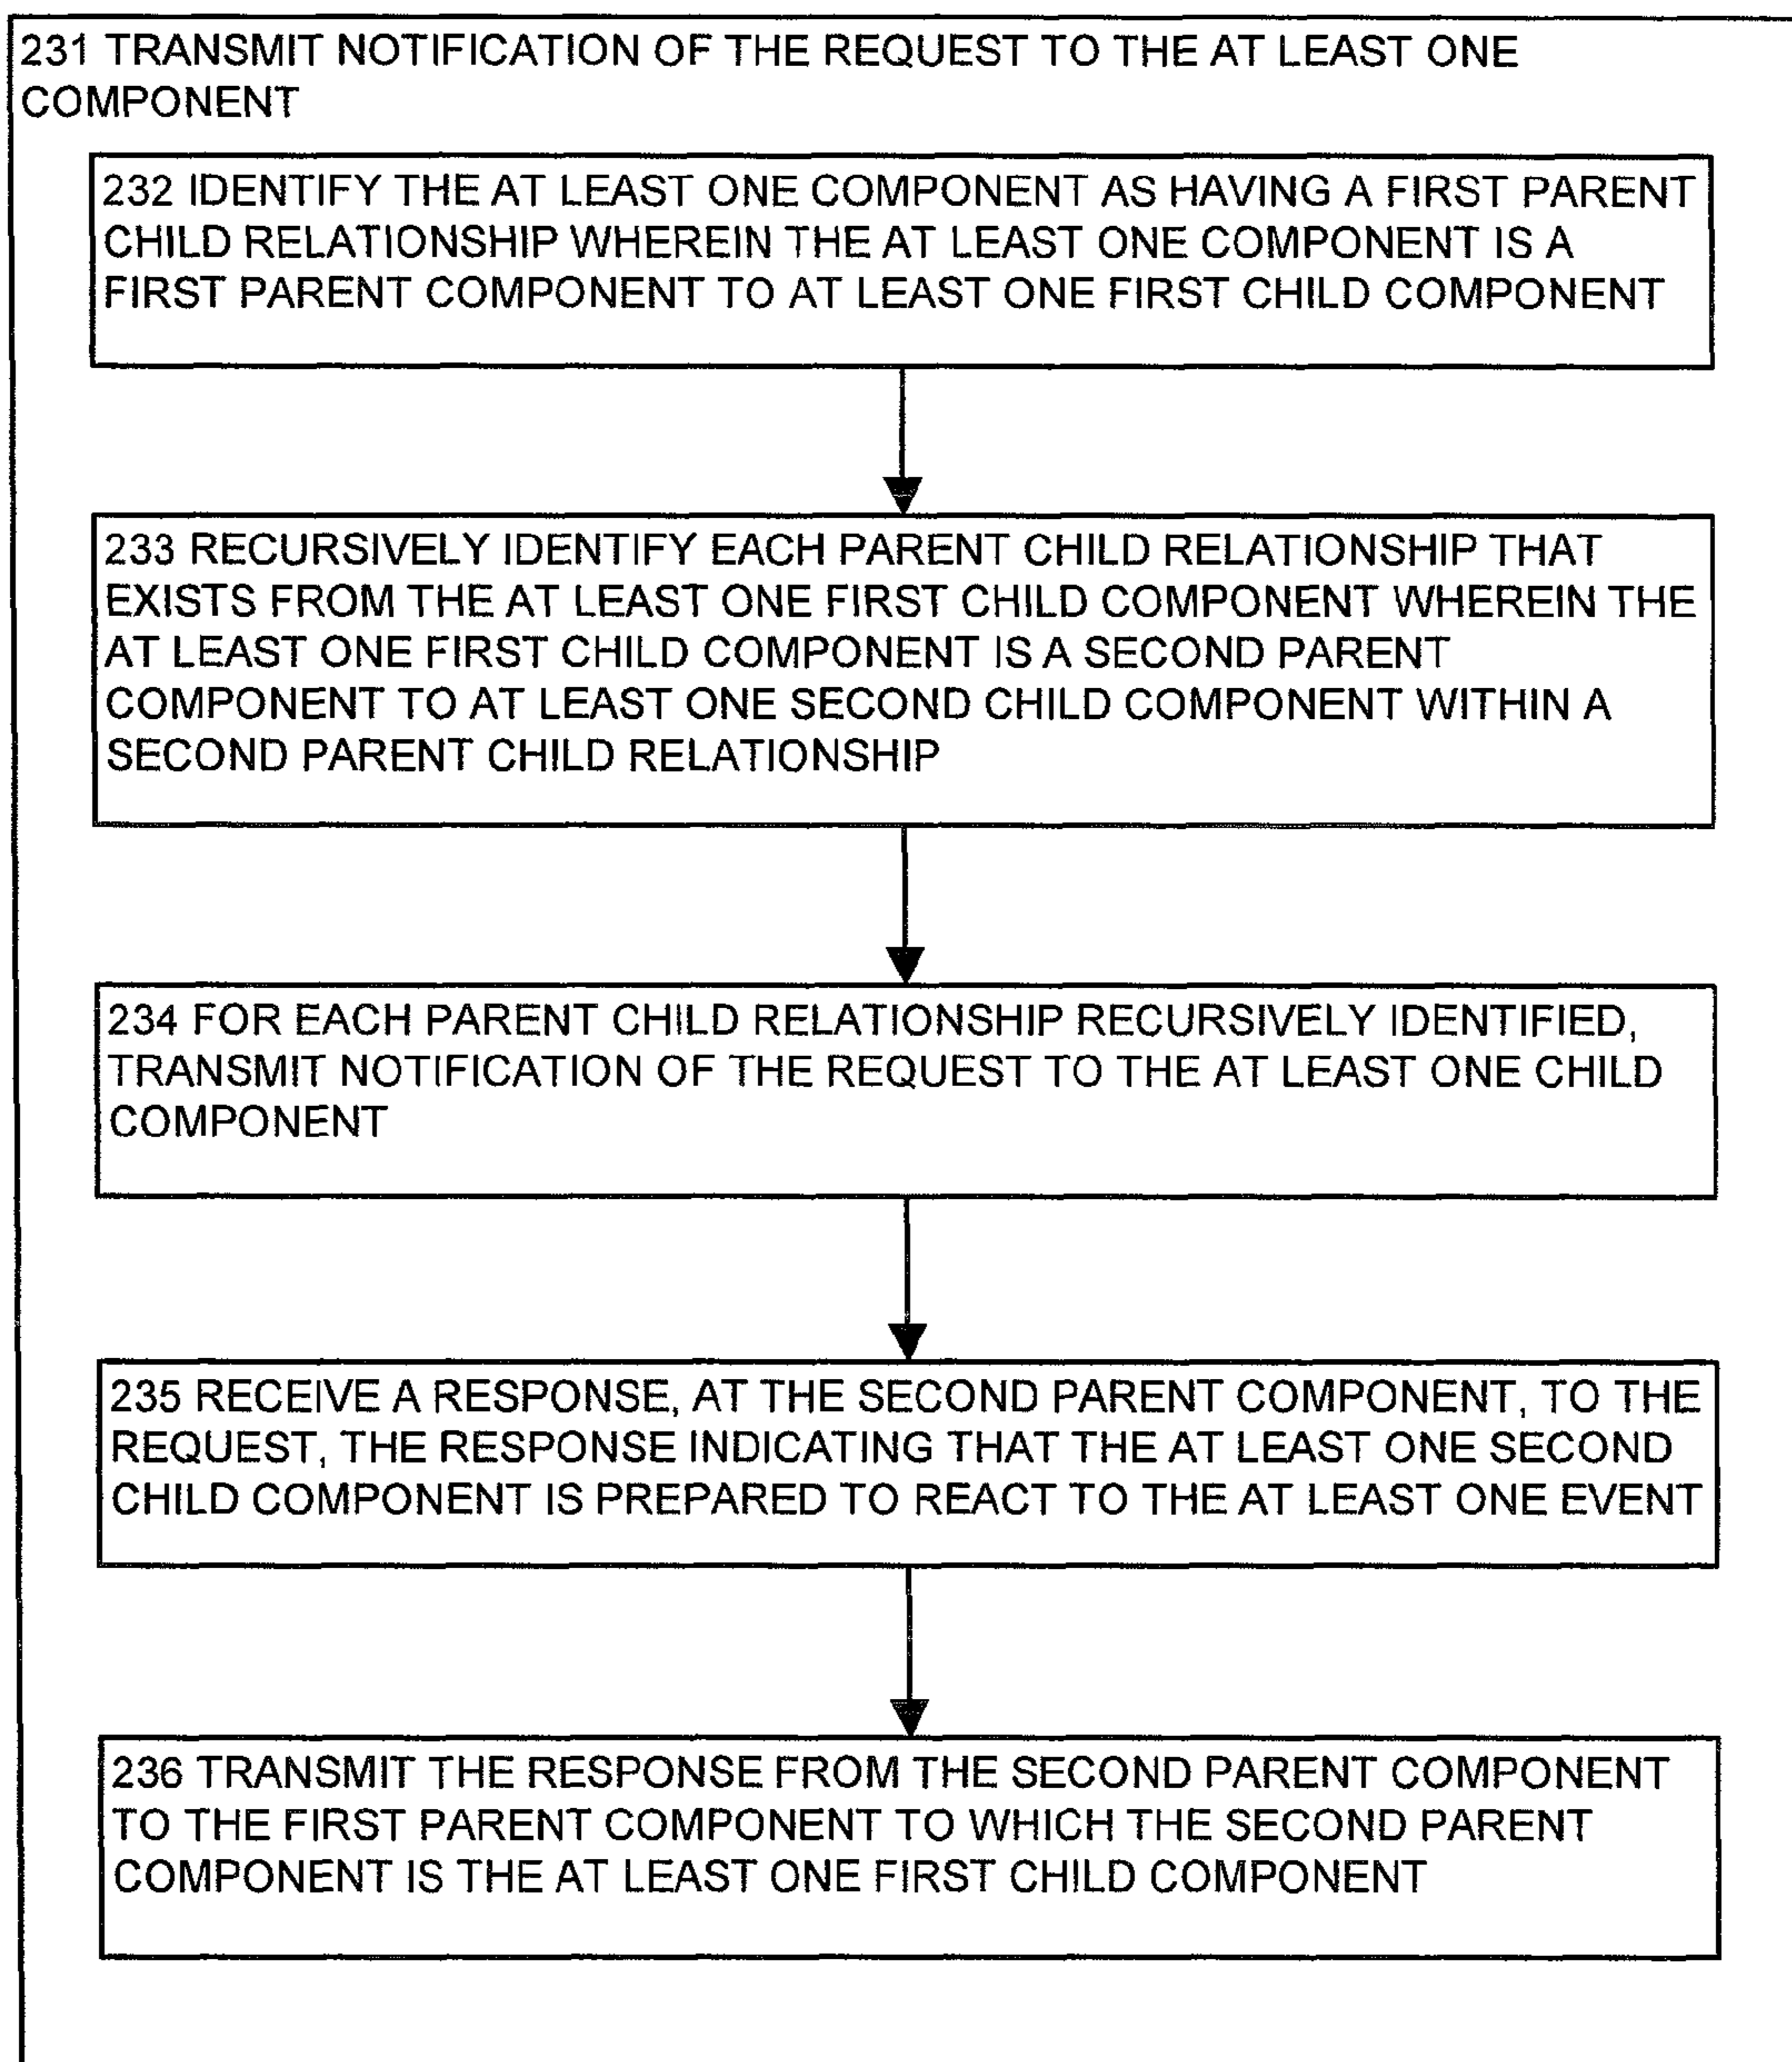 231 TRANSMIT NOTIFICATION OF THE REQUEST TO THE AT LEAST ONE
COMPONENT
232 IDENTIFY THE AT LEAST ONE COMPONENT AS HAVING A FIRST PARENT
CHILD RELATIONSHIP WHEREIN THE AT LEAST ONE COMPONENT IS A
FIRST PARENT COMPONENT TO AT LEAST ONE FIRST CHILD COMPONENT
233 RECURSIVELY IDENTIFY EACH PARENT CHILD RELATIONSHIP THAT
EXISTS FROM THE AT LEAST ONE FIRST CHILD COMPONENT WHEREIN THE
AT LEAST ONE FIRST CHILD COMPONENT IS A SECOND PARENT
COMPONENT TO AT LEAST ONE SECOND CHILD COMPONENT WITHIN A
SECOND PARENT CHILD RELATIONSHIP
234 FOR EACH PARENT CHILD RELATIONSHIP RECURSIVELY IDENTIFIED,
TRANSMIT NOTIFICATION OF THE REQUEST TO THE AT LEAST ONE CHILD
COMPONENT
235 RECEIVE A RESPONSE, AT THE SECOND PARENT COMPONENT, TO THE
REQUEST, THE RESPONSE INDICATING THAT THE AT LEAST ONE SECOND
CHILD COMPONENT IS PREPARED TO REACT TO THE AT LEAST ONE EVENT
236 TRANSMIT THE RESPONSE FROM THE SECOND PARENT COMPONENT
TO THE FIRST PARENT COMPONENT TO WHICH THE SECOND PARENT
COMPONENT IS THE AT LEAST ONE FIRST CHILD COMPONENT